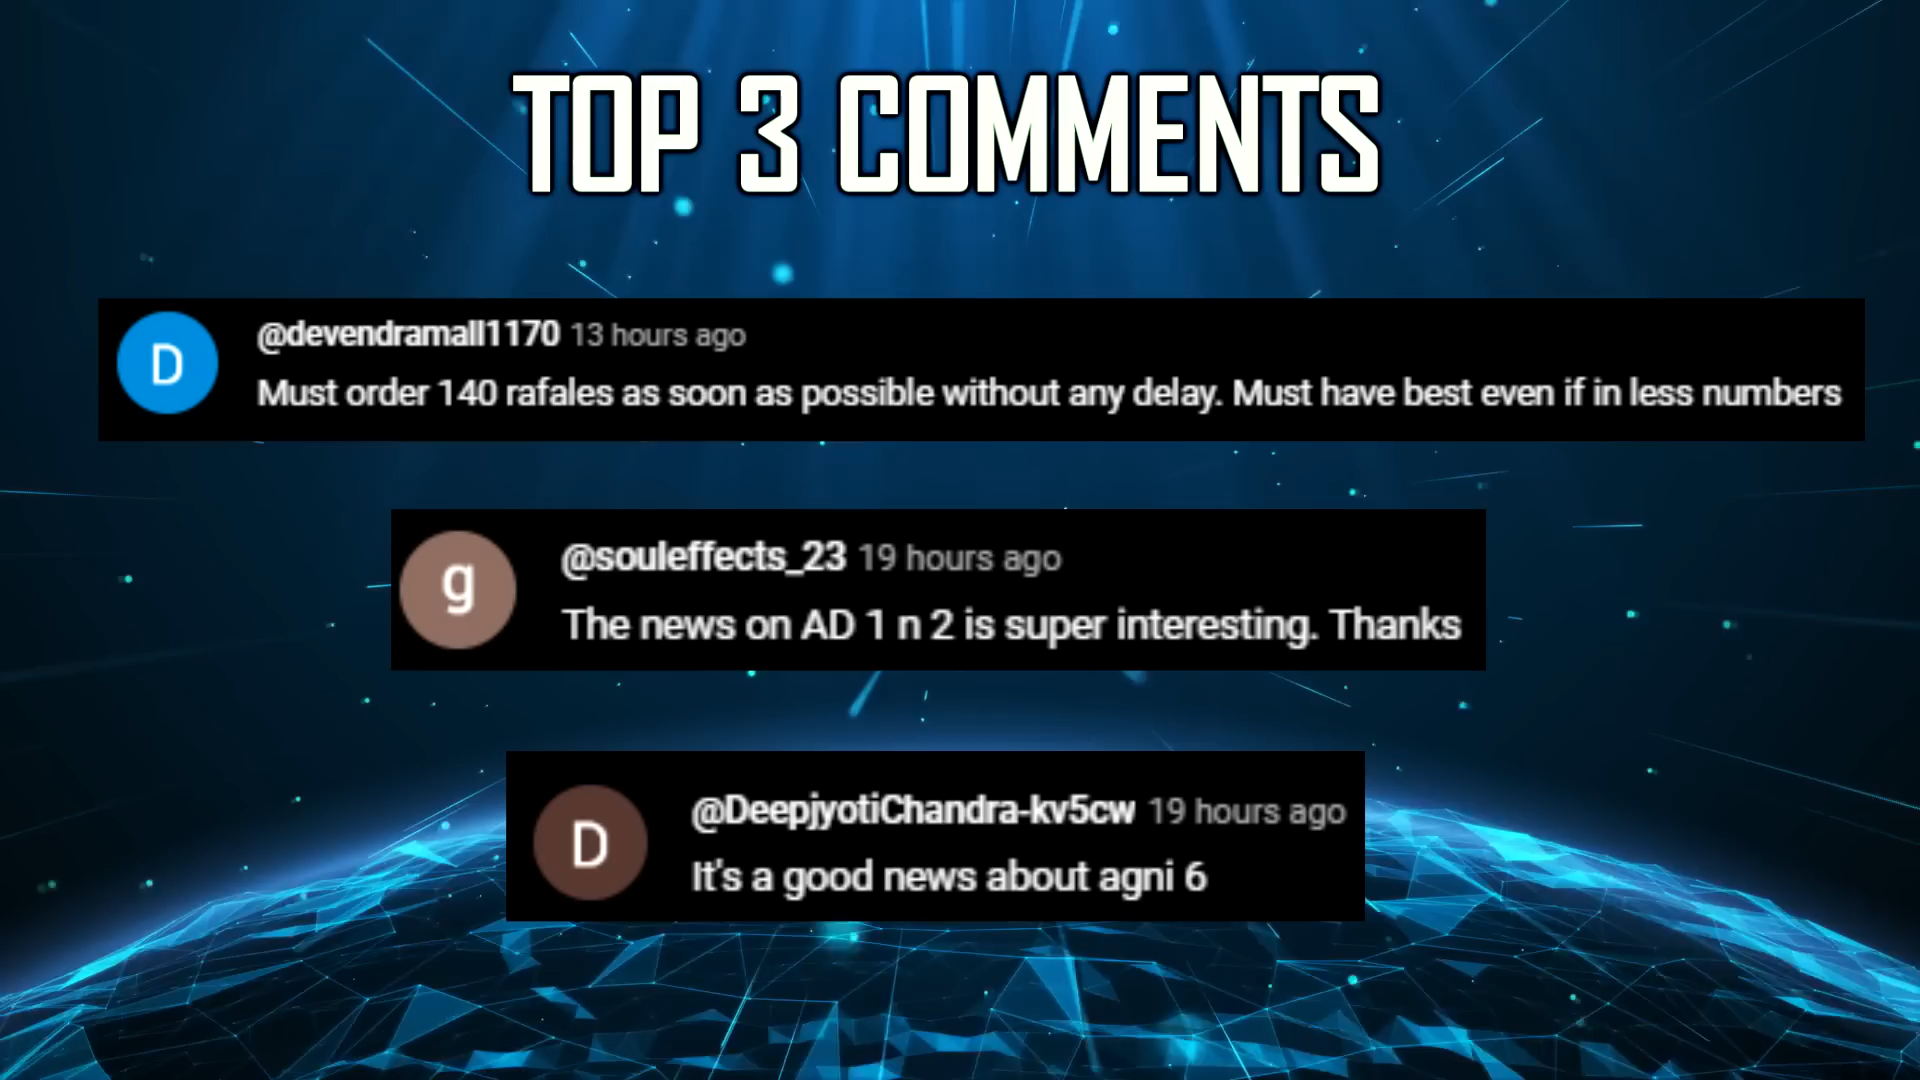 TOP 3 COMMENTS
D
@devendramall1170 13 hours ago
Must order 140 rafales as soon as possible without any delay. Must have best even if in less numbers
g
@souleffects_23 19 hours ago
The news on AD 1 n 2 is super interesting. Thanks
D
@DeepjyotiChandra-kv5cw 19 hours ago
It's a good news about agni 6